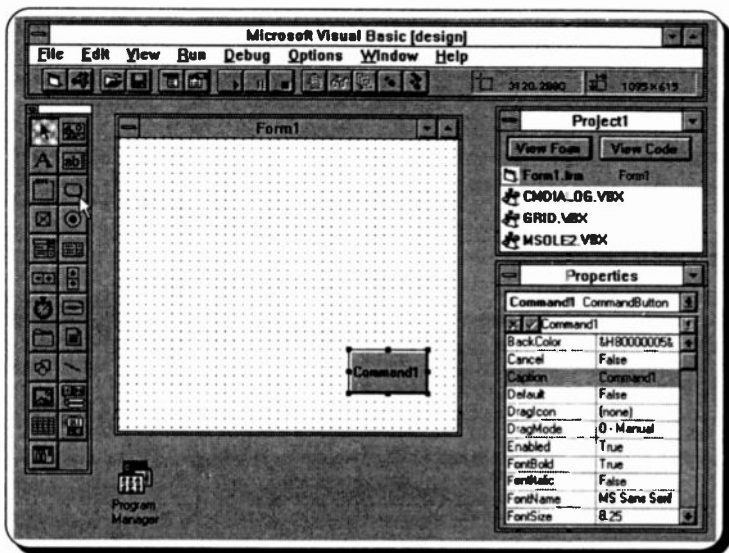 Microsoft Visual Basic [design]
File Edit View Run Debug Options Window Help
3120, 2880 1095 × 615
Form1
Command1
Program
Manager
Project1
View Form View Code
Form1.frm Form1
CMDIALOG.VBX
GRID.VBX
MSOLE2.VBX
Properties
Command1 CommandButton
Command1
BackColor &H80000005&
Cancel False
Caption Command1
Default False
DragIcon (none)
DragMode 0 - Manual
Enabled True
FontBold True
FontItalic False
FontName MS Sans Serif
FontSize 8.25